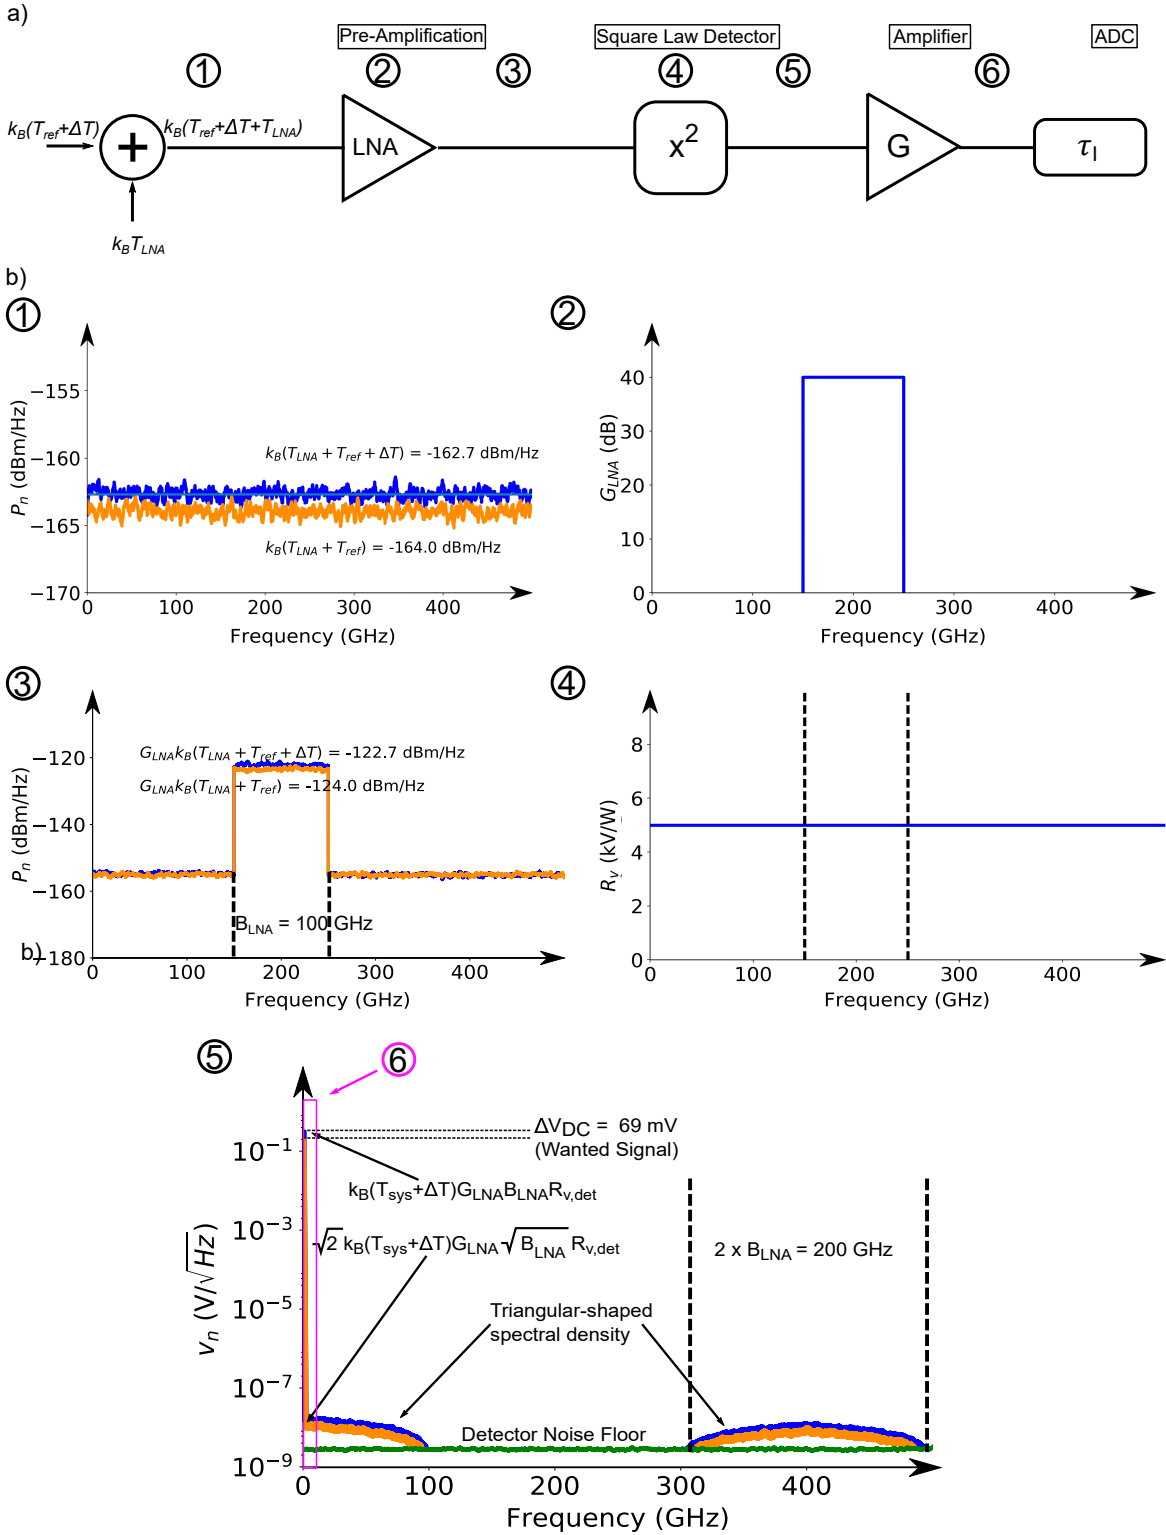 a)
Pre-Amplification
Square Law Detector
Amplifier
ADC
1
2
3
4
5
6
k_B(T_ref+ΔT)
k_B(T_ref+ΔT+T_LNA)
+
LNA
x²
G
τ_I
k_BT_LNA
b)
1
P_n (dBm/Hz)
−155
−160
−165
−170
k_B(T_LNA + T_ref + ΔT) = -162.7 dBm/Hz
k_B(T_LNA + T_ref) = -164.0 dBm/Hz
0 100 200 300 400
Frequency (GHz)
2
G_LNA (dB)
40
30
20
10
0
0 100 200 300 400
Frequency (GHz)
3
P_n (dBm/Hz)
−120
−140
−160
−180
G_LNAk_B(T_LNA + T_ref + ΔT) = -122.7 dBm/Hz
G_LNAk_B(T_LNA + T_ref) = -124.0 dBm/Hz
B_LNA = 100 GHz
b)
0 100 200 300 400
Frequency (GHz)
4
R_v (kV/W)
8
6
4
2
0
0 100 200 300 400
Frequency (GHz)
5
6
v_n (V/√Hz)
10⁻¹
10⁻³
10⁻⁵
10⁻⁷
10⁻⁹
ΔV_DC = 69 mV
(Wanted Signal)
k_B(T_sys+ΔT)G_LNAB_LNAR_v,det
√2 k_B(T_sys+ΔT)G_LNA√B_LNA R_v,det
2 x B_LNA = 200 GHz
Triangular-shaped
spectral density
Detector Noise Floor
0 100 200 300 400
Frequency (GHz)